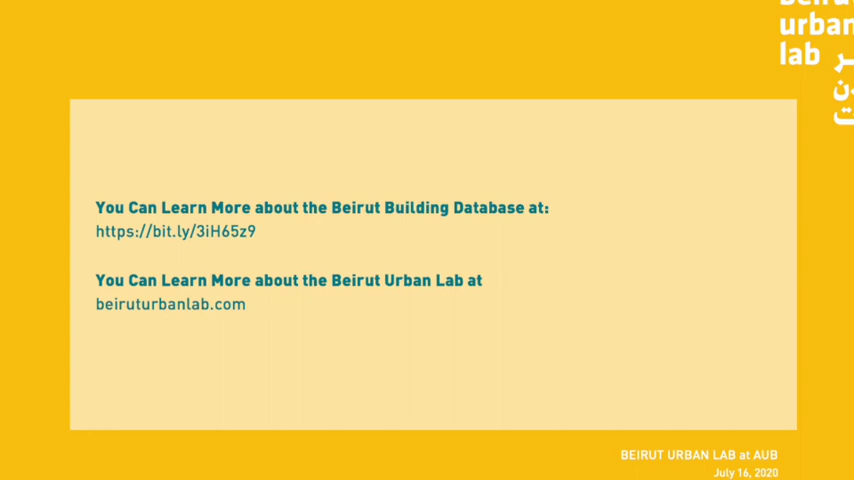 urban
lab
You Can Learn More about the Beirut Building Database at:
https://bit.ly/3iH65z9
You Can Learn More about the Beirut Urban Lab at
beiruturbanlab.com
BEIRUT URBAN LAB at AUB
July 16, 2020